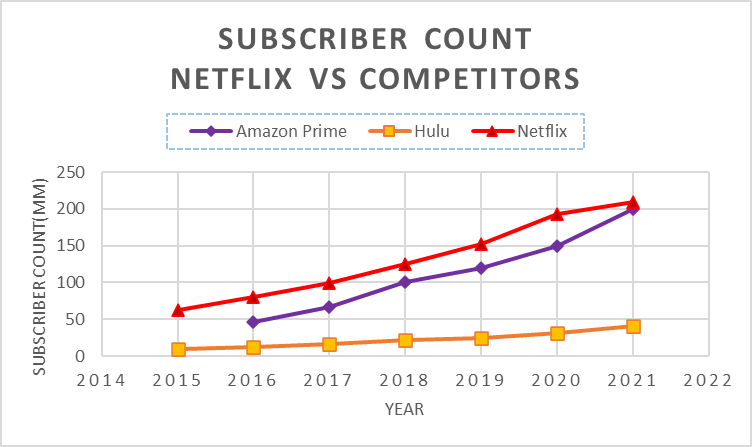 SUBSCRIBER COUNT
NETFLIX VS COMPETITORS
Amazon Prime Hulu Netflix
SUBSCRIBER COUNT(MM)
250
200
150
100
50
0
2014 2015 2016 2017 2018 2019 2020 2021 2022
YEAR